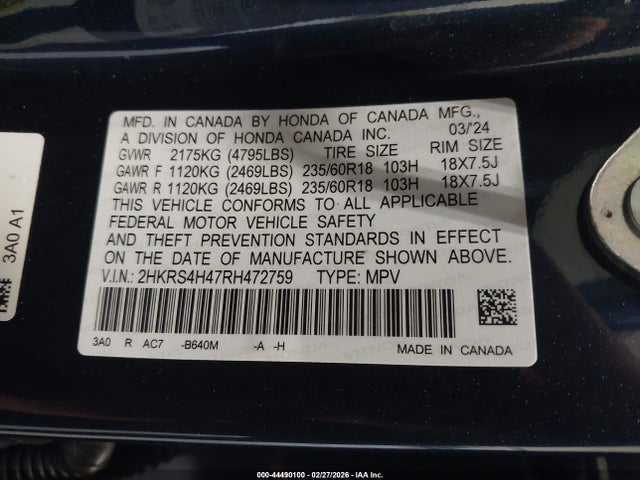 MFD. IN CANADA BY HONDA OF CANADA MFG.,
A DIVISION OF HONDA CANADA INC. 03/'24
GVWR 2175KG (4795LBS) TIRE SIZE RIM SIZE
GAWR F 1120KG (2469LBS) 235/60R18 103H 18X7.5J
GAWR R 1120KG (2469LBS) 235/60R18 103H 18X7.5J
THIS VEHICLE CONFORMS TO ALL APPLICABLE
FEDERAL MOTOR VEHICLE SAFETY
AND THEFT PREVENTION STANDARDS IN EFFECT
ON THE DATE OF MANUFACTURE SHOWN ABOVE.
V.I.N.: 2HKRS4H47RH472759 TYPE: MPV
3A0 R AC7 -B640M -A -H MADE IN CANADA
3A0 A1
000-44490100 - 02/27/2026 - IAA Inc.